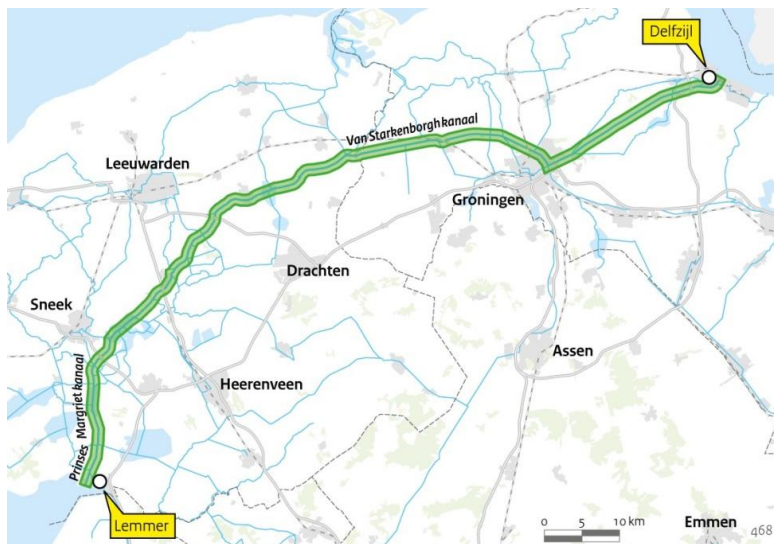 Delfzijl
Van Starkenborghkanaal
Leeuwarden
Groningen
Drachten
Sneek
Assen
Heerenveen
Prinses Margriet kanaal
Lemmer
0 5 10 km
Emmen
468